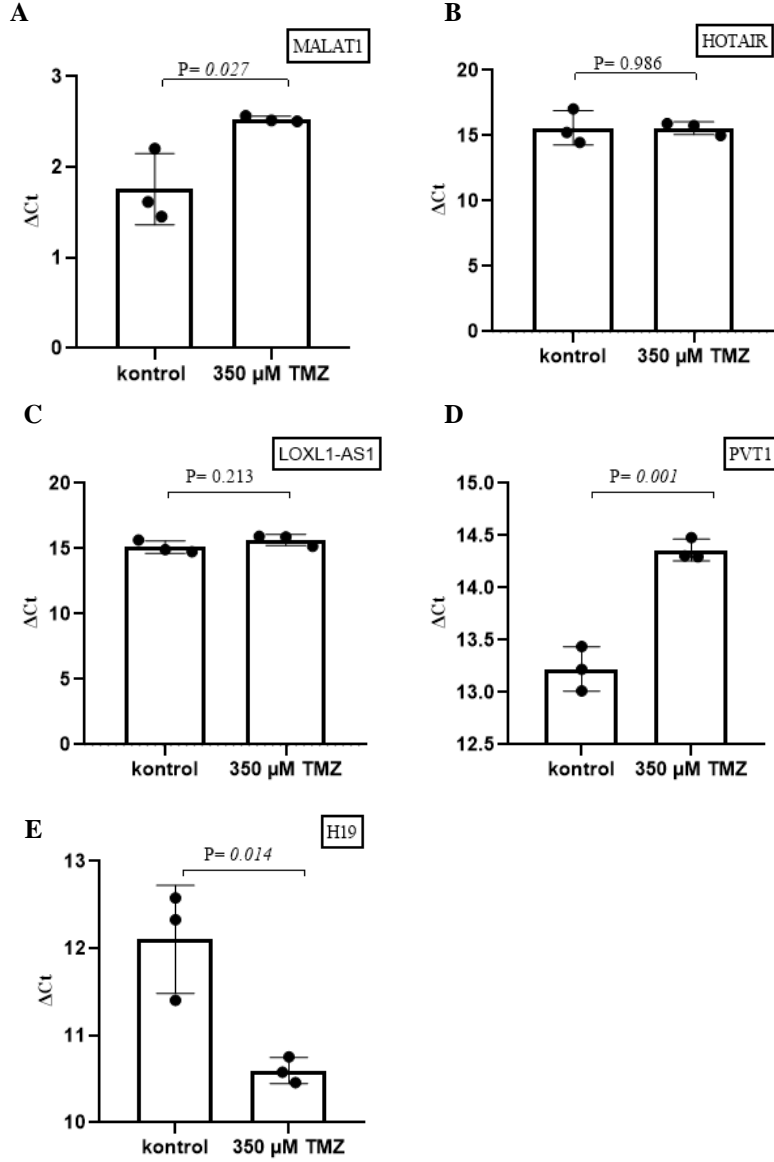 A
MALAT1
P= 0.027
3
2
1
0
ΔCt
kontrol 350 µM TMZ
B
HOTAIR
P= 0.986
20
15
10
5
0
ΔCt
kontrol 350 µM TMZ
C
LOXL1-AS1
P= 0.213
20
15
10
5
0
ΔCt
kontrol 350 µM TMZ
D
PVT1
P= 0.001
15.0
14.5
14.0
13.5
13.0
12.5
ΔCt
kontrol 350 µM TMZ
E
H19
P= 0.014
13
12
11
10
ΔCt
kontrol 350 µM TMZ